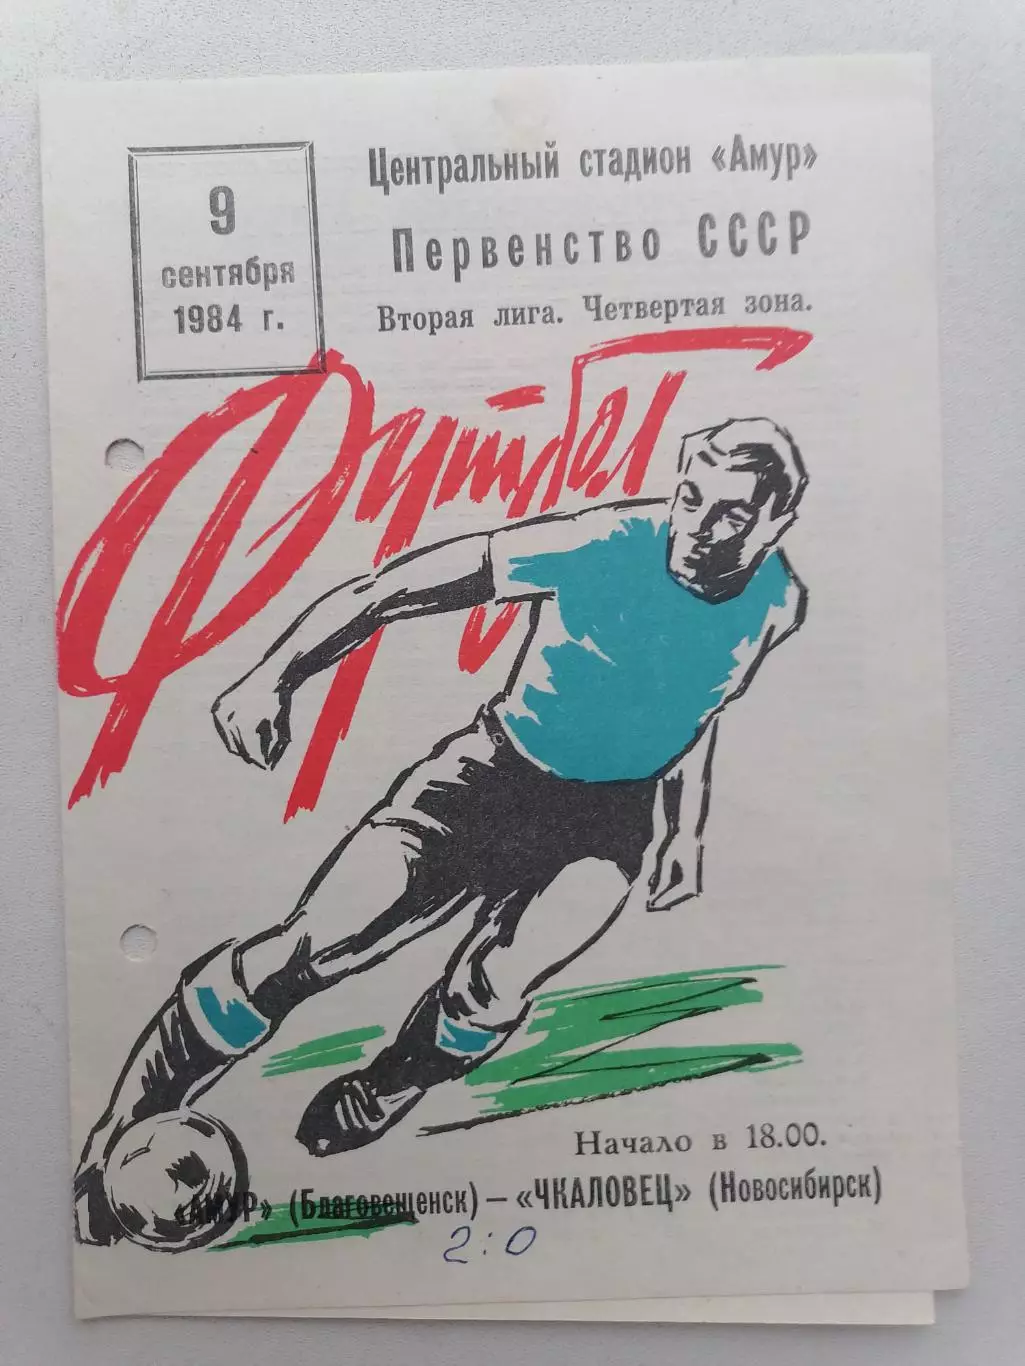 9
сентября
1984 г.
Центральный стадион «Амур»
Первенство СССР
Вторая лига. Четвертая зона.
Футбол
Начало в 18.00.
«АМУР» (Благовещенск) — «ЧКАЛОВЕЦ» (Новосибирск)
2:0